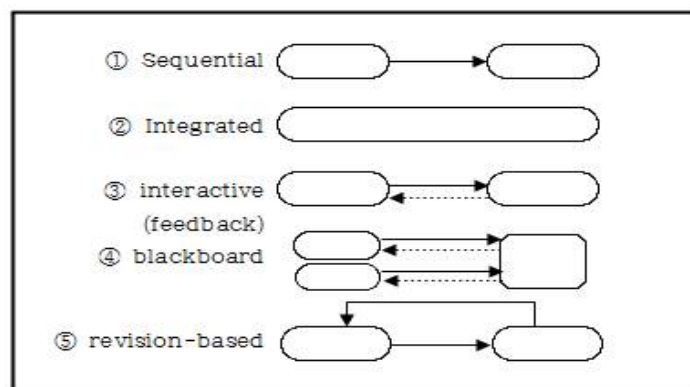 ① Sequential
② Integrated
③ interactive
(feedback)
④ blackboard
⑤ revision-based